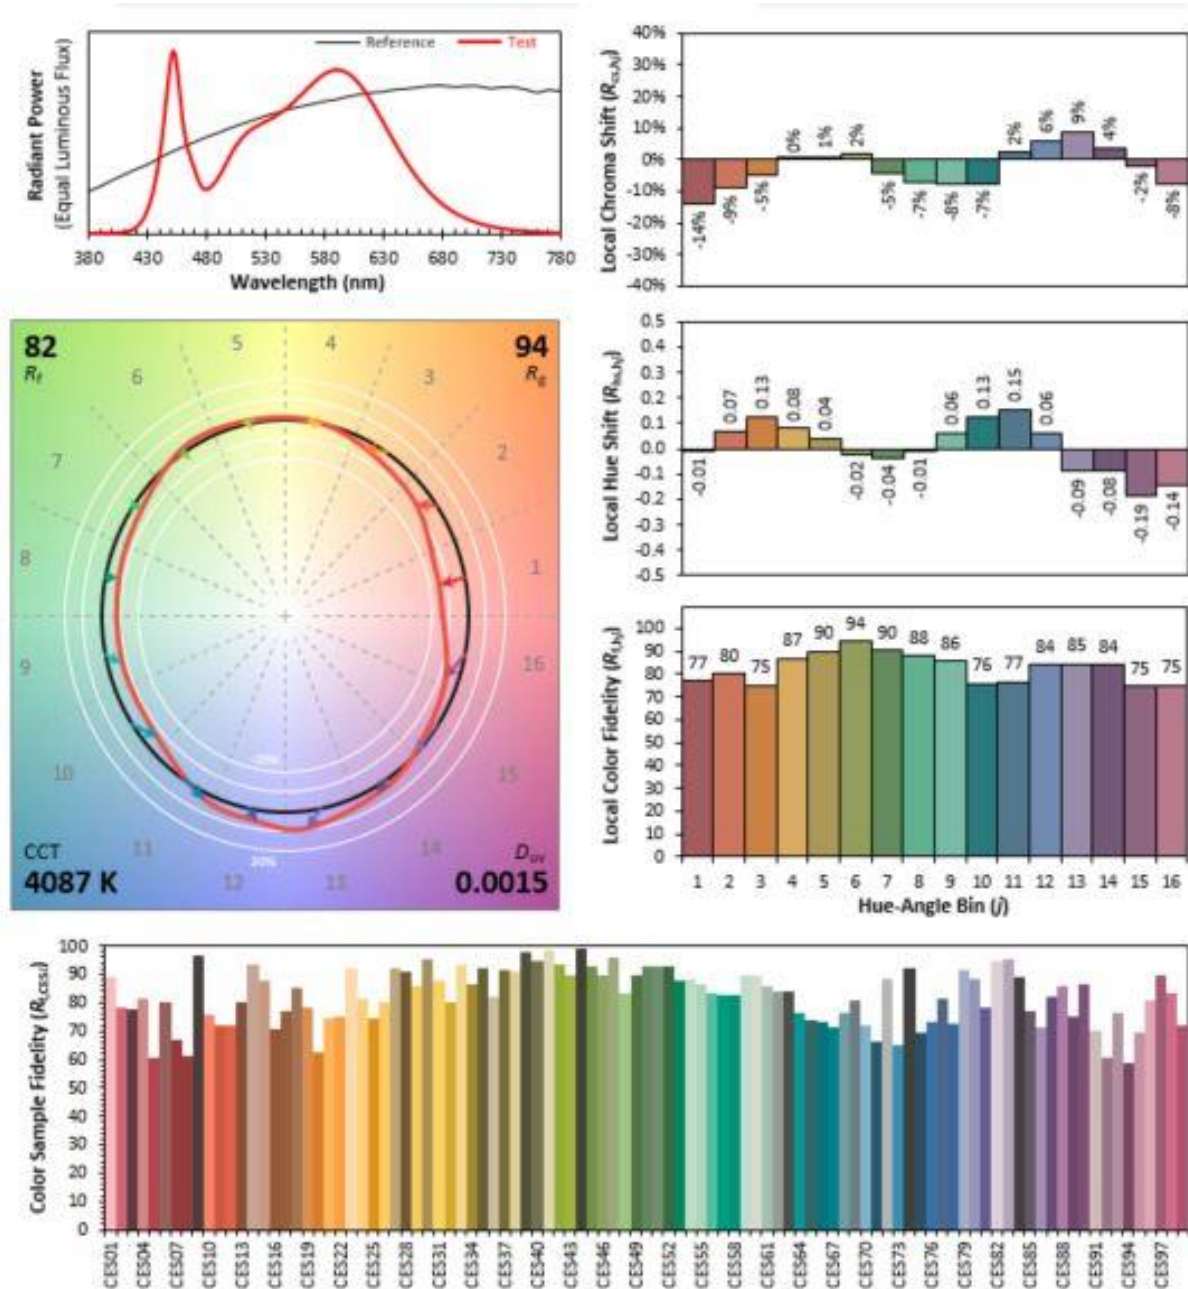 Reference
Test
Radiant Power
(Equal Luminous Flux)
380 430 480 530 580 630 680 730 780
Wavelength (nm)
Local Chroma Shift (Rcs,hj)
40%
30%
20%
10%
0%
-10%
-20%
-30%
-40%
-14% -9% -5% 0% 1% 2% -5% -7% -8% -7% 2% 6% 9% 4% -2% -8%
82
Rf
94
Rg
5 4
6 3
7 2
8 1
9 16
10 15
11 14
12 13
20%
CCT
4087 K
Duv
0.0015
Local Hue Shift (Rhs,hj)
0.5
0.4
0.3
0.2
0.1
0.0
-0.1
-0.2
-0.3
-0.4
-0.5
-0.01 0.07 0.13 0.08 0.04 -0.02 -0.04 -0.01 0.06 0.13 0.15 0.06 -0.09 -0.08 -0.19 -0.14
Local Color Fidelity (Rf,hj)
100
90
80
70
60
50
40
30
20
10
0
77 80 75 87 90 94 90 88 86 76 77 84 85 84 75 75
1 2 3 4 5 6 7 8 9 10 11 12 13 14 15 16
Hue-Angle Bin (j)
Color Sample Fidelity (Rf,CESi)
100
90
80
70
60
50
40
30
20
10
0
CES01 CES04 CES07 CES10 CES13 CES16 CES19 CES22 CES25 CES28 CES31 CES34 CES37 CES40 CES43 CES46 CES49 CES52 CES55 CES58 CES61 CES64 CES67 CES70 CES73 CES76 CES79 CES82 CES85 CES88 CES91 CES94 CES97